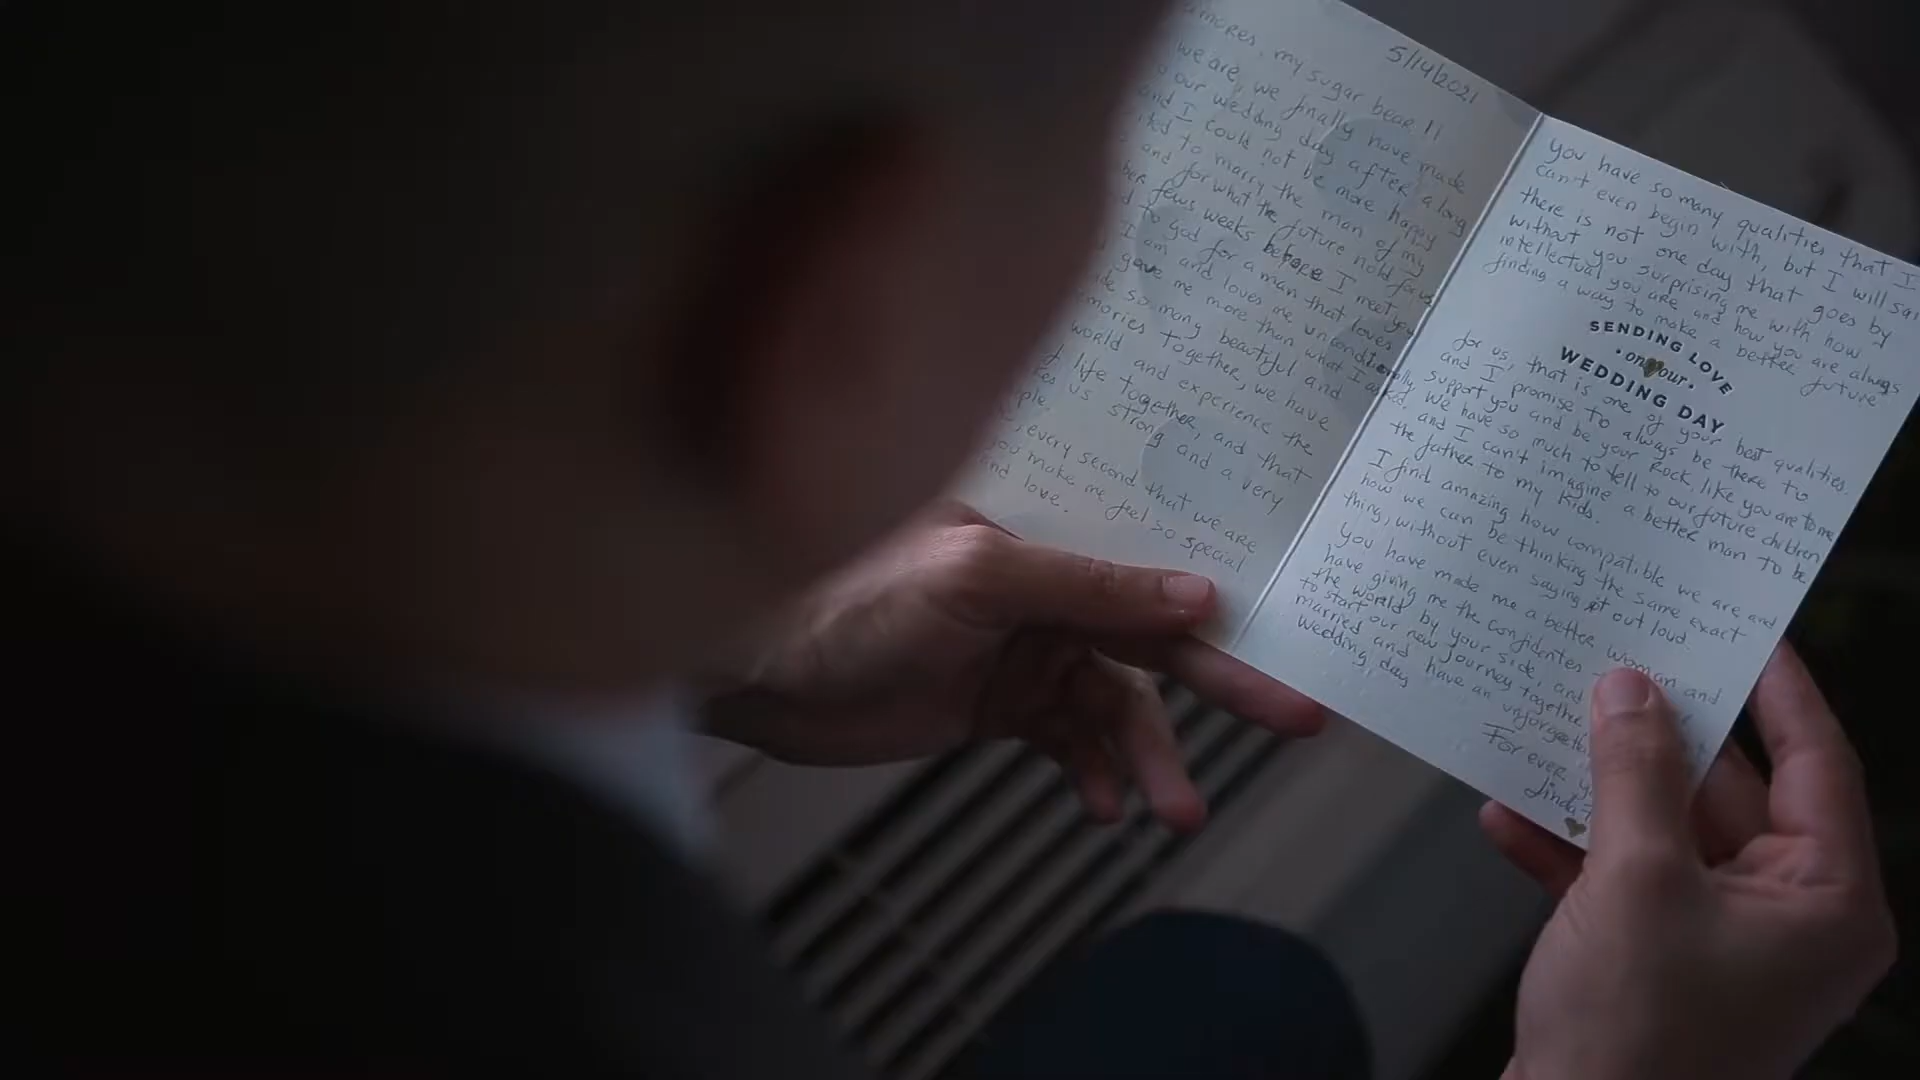 5/14/2021
my sugar bear !!
we are, we finally have made
our wedding day after a long
and I could not be more happy
to marry the man of my
and for what the future hold for us
fews weeks before I meet you
to god for a man that loves
I am and loves me unconditionally
gave me more than what I asked.
so many beautiful and
together, we have
world and experience the
life together, and that
us strong and a very
every second that we are
you make me feel so special
and love.
you have so many qualities that I
can't even begin with, but I will sai
there is not one day that goes by
without you surprising me with how
intellectual you are and how you are always
finding a way to make a better future
SENDING LOVE
on our
WEDDING DAY
for us, that is one of your best qualities.
and I promise to always be there to
support you and be your Rock like you are to me
We have so much to tell to our future children
and I can't imagine a better man to be
the father to my kids.
I find amazing how compatible we are and
how we can be thinking the same exact
thing, without even saying it out loud.
You have made me a better woman and
have giving me the confidentes
the world by your side, and
to start our new journey together
married and have an
wedding day
For ever
Linda